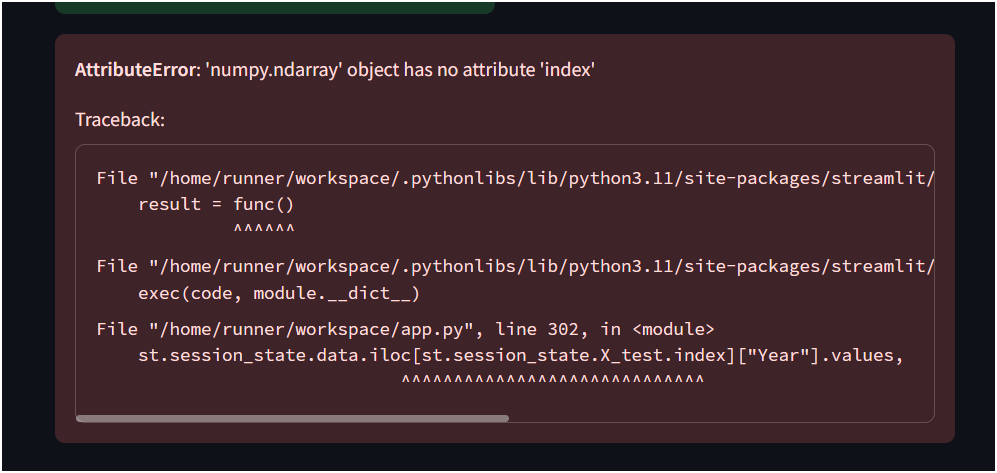 AttributeError: 'numpy.ndarray' object has no attribute 'index'
Traceback:
File "/home/runner/workspace/.pythonlibs/lib/python3.11/site-packages/streamlit/
result = func()
^^^^^^
File "/home/runner/workspace/.pythonlibs/lib/python3.11/site-packages/streamlit/
exec(code, module.__dict__)
File "/home/runner/workspace/app.py", line 302, in <module>
st.session_state.data.iloc[st.session_state.X_test.index]["Year"].values,
^^^^^^^^^^^^^^^^^^^^^^^^^^^^^